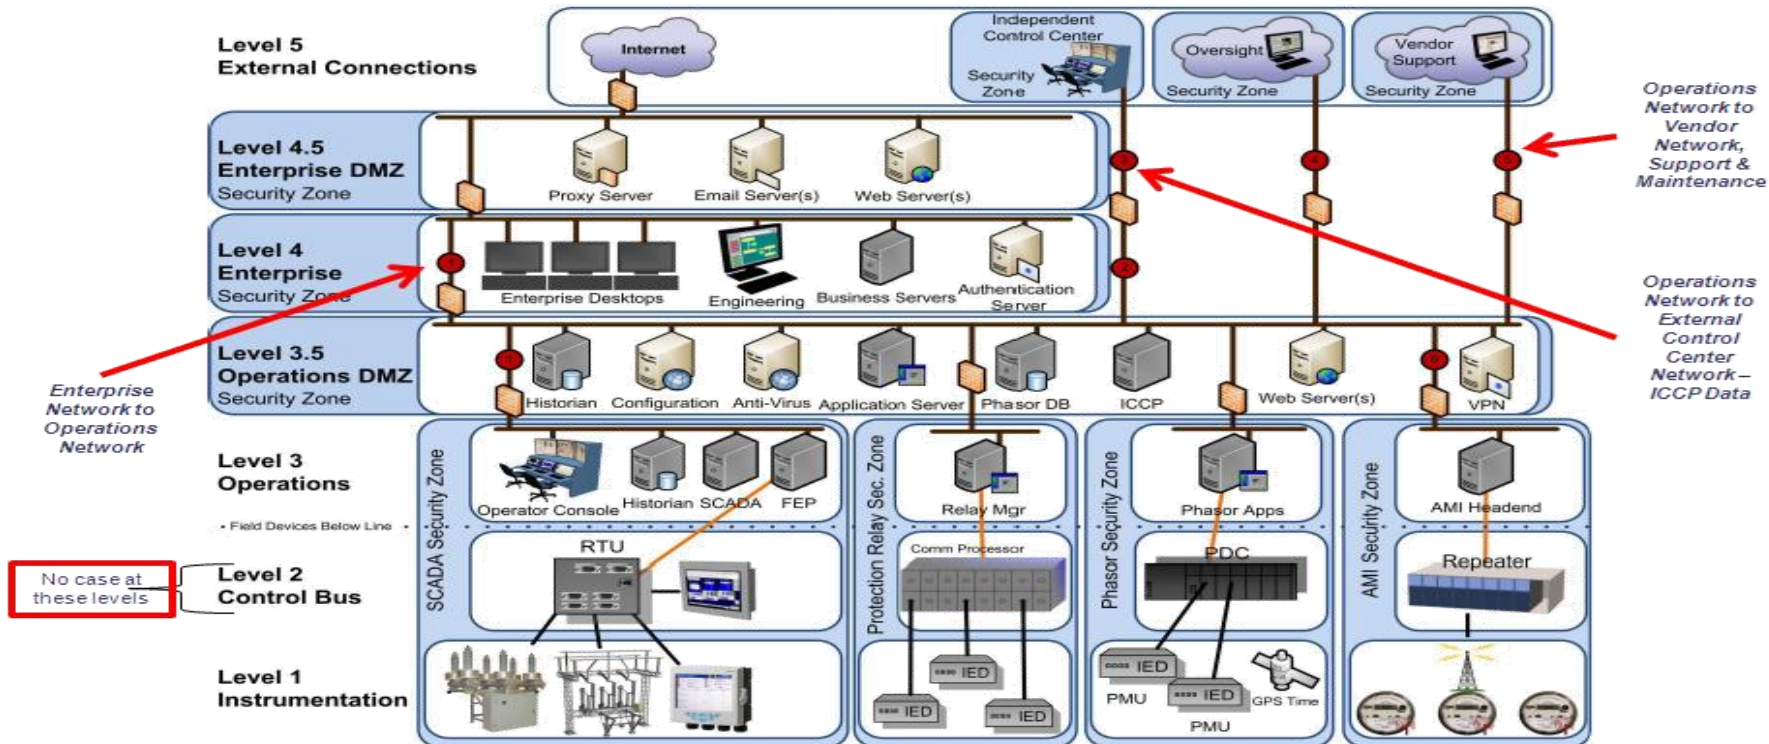 Level 5
External Connections
Internet
Independent
Control Center
Security
Zone
Oversight
Security Zone
Vendor
Support
Security Zone
Operations
Network to
Vendor
Network,
Support &
Maintenance
Level 4.5
Enterprise DMZ
Security Zone
Proxy Server
Email Server(s)
Web Server(s)
3
4
5
Level 4
Enterprise
Security Zone
Enterprise Desktops
Engineering
Business Servers
Authentication
Server
2
Operations
Network to
External
Control
Center
Network –
ICCP Data
Level 3.5
Operations DMZ
Security Zone
Historian
Configuration
Anti-Virus
Application Server
Phasor DB
ICCP
Web Server(s)
6
VPN
Enterprise
Network to
Operations
Network
Level 3
Operations
SCADA Security Zone
Operator Console
Historian
SCADA
FEP
Protection Relay Sec. Zone
Relay Mgr
Phasor Security Zone
Phasor Apps
AMI Security Zone
AMI Headend
Field Devices Below Line
No case at
these levels
Level 2
Control Bus
RTU
Comm Processor
PDC
Repeater
Level 1
Instrumentation
IED
IED
IED
IED
PMU
IED
PMU
GPS Time